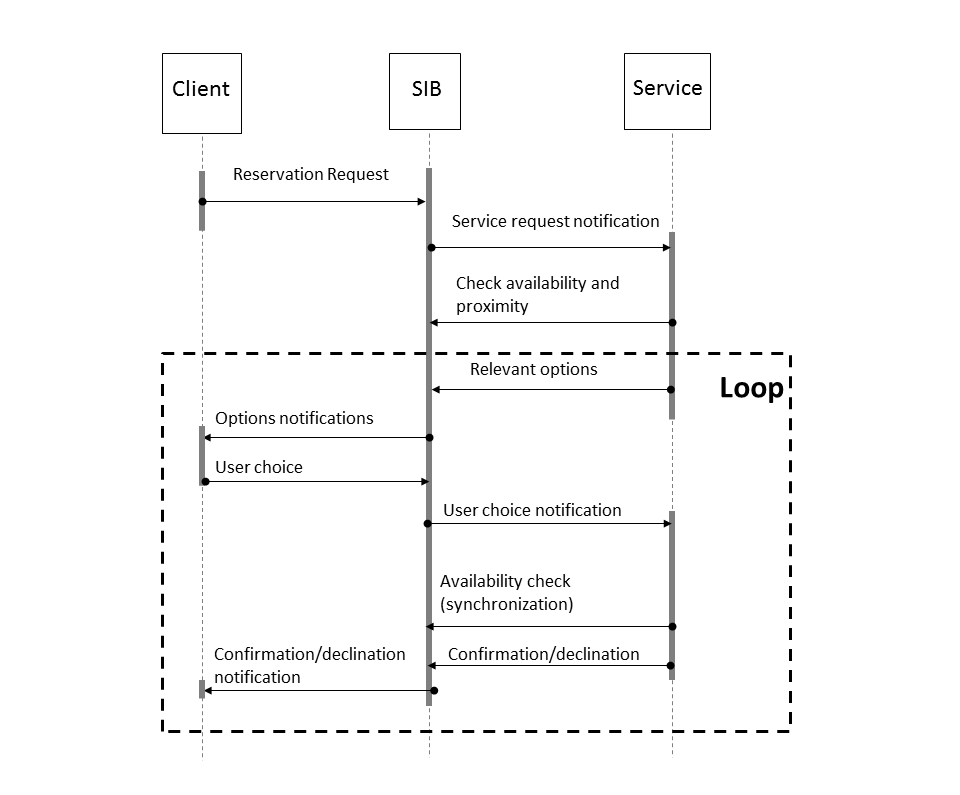 Client
SIB
Service
Reservation Request
Service request notification
Check availability and
proximity
Relevant options
Loop
Options notifications
User choice
User choice notification
Availability check
(synchronization)
Confirmation/declination
notification
Confirmation/declination